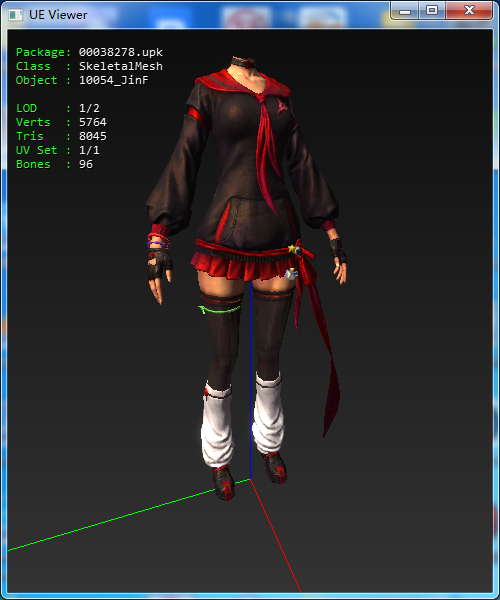 UE Viewer
Package: 00038278.upk
Class : SkeletalMesh
Object : 10054_JinF
LOD : 1/2
Verts : 5764
Tris : 8045
UV Set : 1/1
Bones : 96